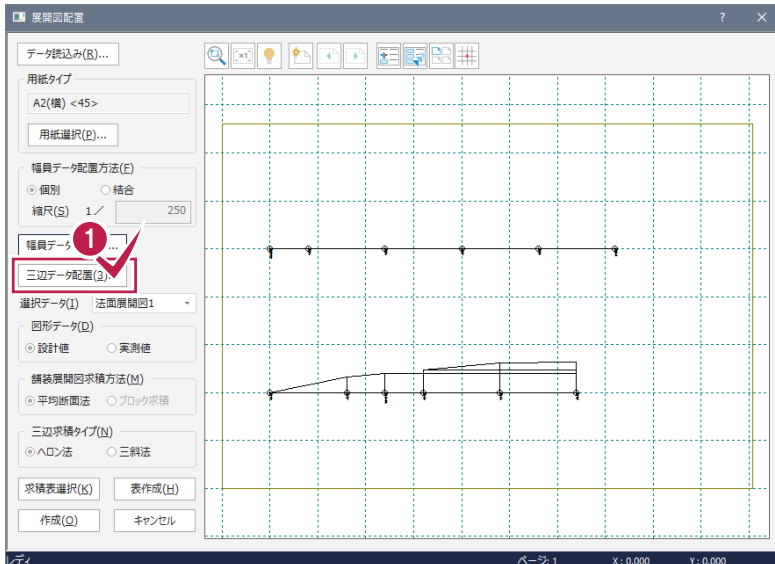 展開図配置
データ読込み(R)...
用紙タイプ
A2(横) <45>
用紙選択(P)...
幅員データ配置方法(F)
個別 結合
縮尺(S) 1／ 250
1
幅員データ ...
三辺データ配置(3)...
選択データ(I) 法面展開図1
図形データ(D)
設計値 実測値
舗装展開図求積方法(M)
平均断面法 ブロック求積
三辺求積タイプ(N)
ヘロン法 三斜法
求積表選択(K) 表作成(H)
作成(O) キャンセル
レディ ページ: 1 X : 0.000 Y : 0.000